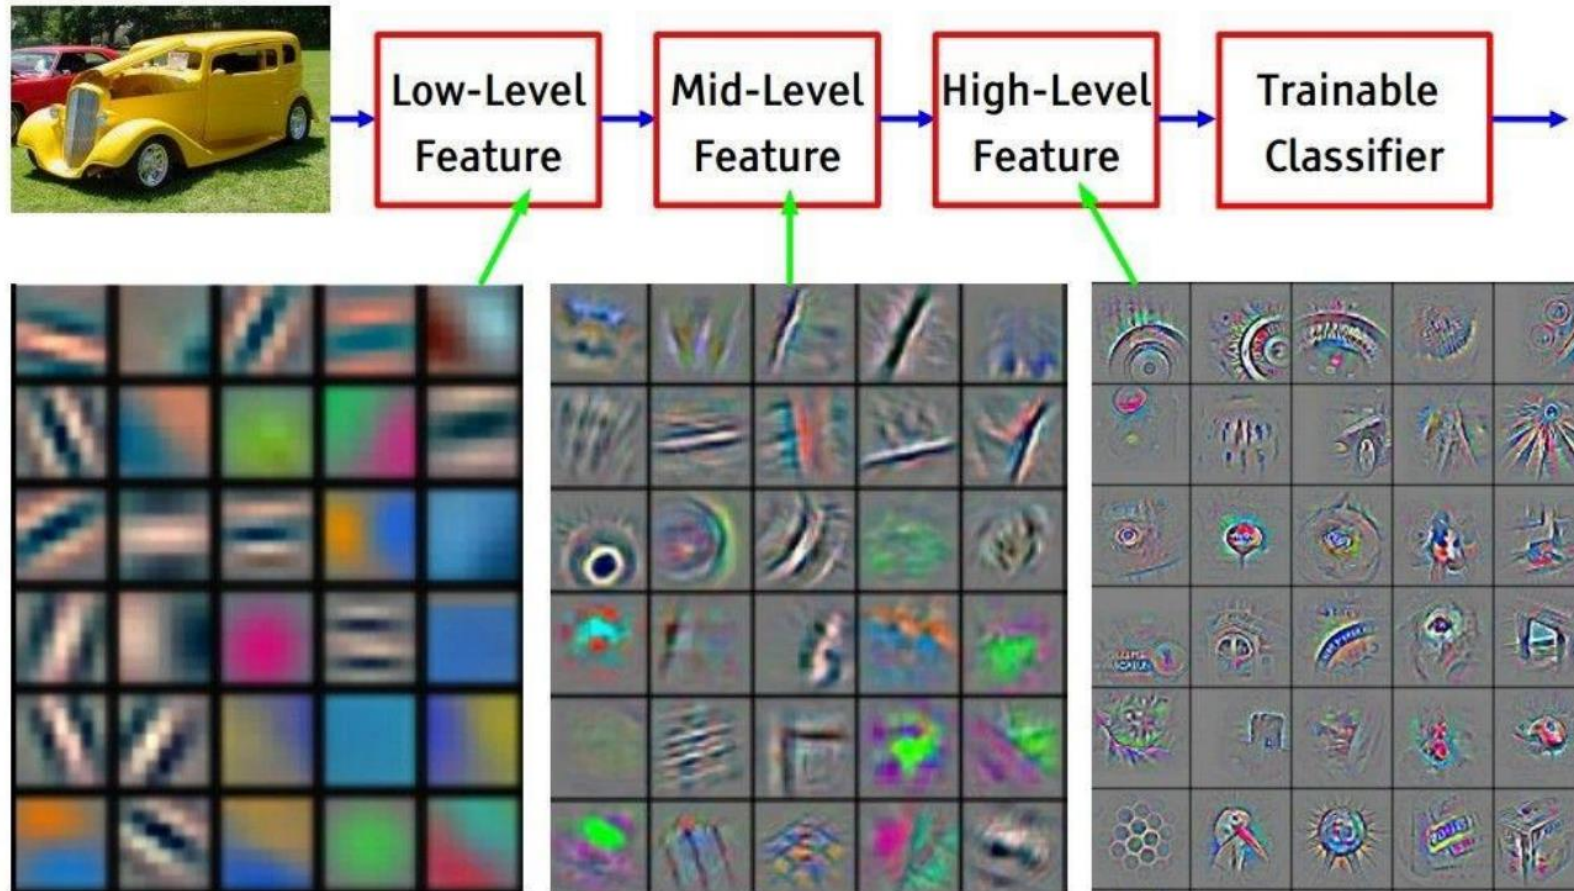 Low-Level
Feature
Mid-Level
Feature
High-Level
Feature
Trainable
Classifier